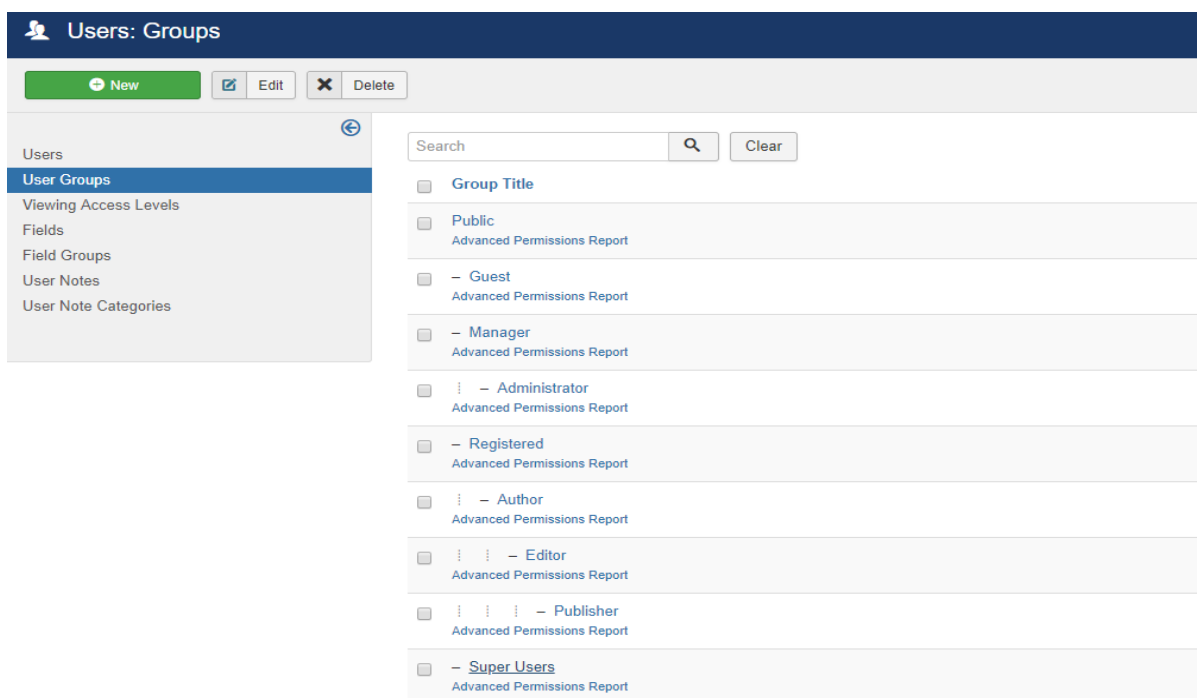 Users: Groups
New Edit Delete
Users
User Groups
Viewing Access Levels
Fields
Field Groups
User Notes
User Note Categories
Search Clear
Group Title
Public
Advanced Permissions Report
– Guest
Advanced Permissions Report
– Manager
Advanced Permissions Report
– Administrator
Advanced Permissions Report
– Registered
Advanced Permissions Report
– Author
Advanced Permissions Report
– Editor
Advanced Permissions Report
– Publisher
Advanced Permissions Report
– Super Users
Advanced Permissions Report